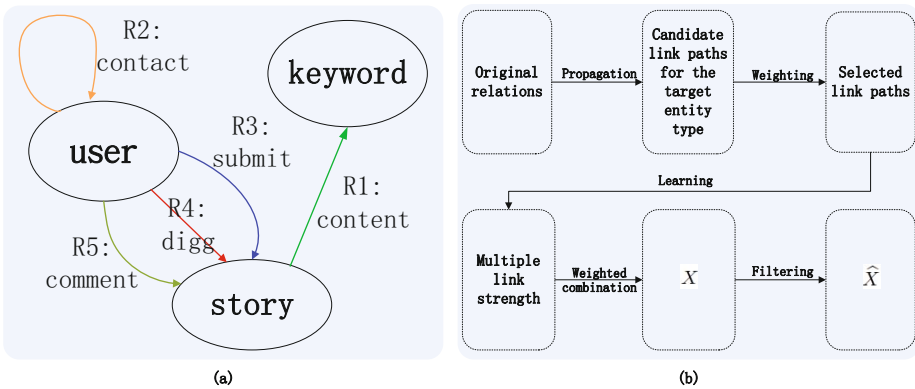 R2:
contact
keyword
user
R3:
submit
R1:
content
R4:
digg
R5:
comment
story
(a)
Original
relations
Propagation
Candidate
link paths
for the
target
entity
type
Weighting
Selected
link paths
Learning
Multiple
link
strength
Weighted
combination
X
Filtering
X̂
(b)